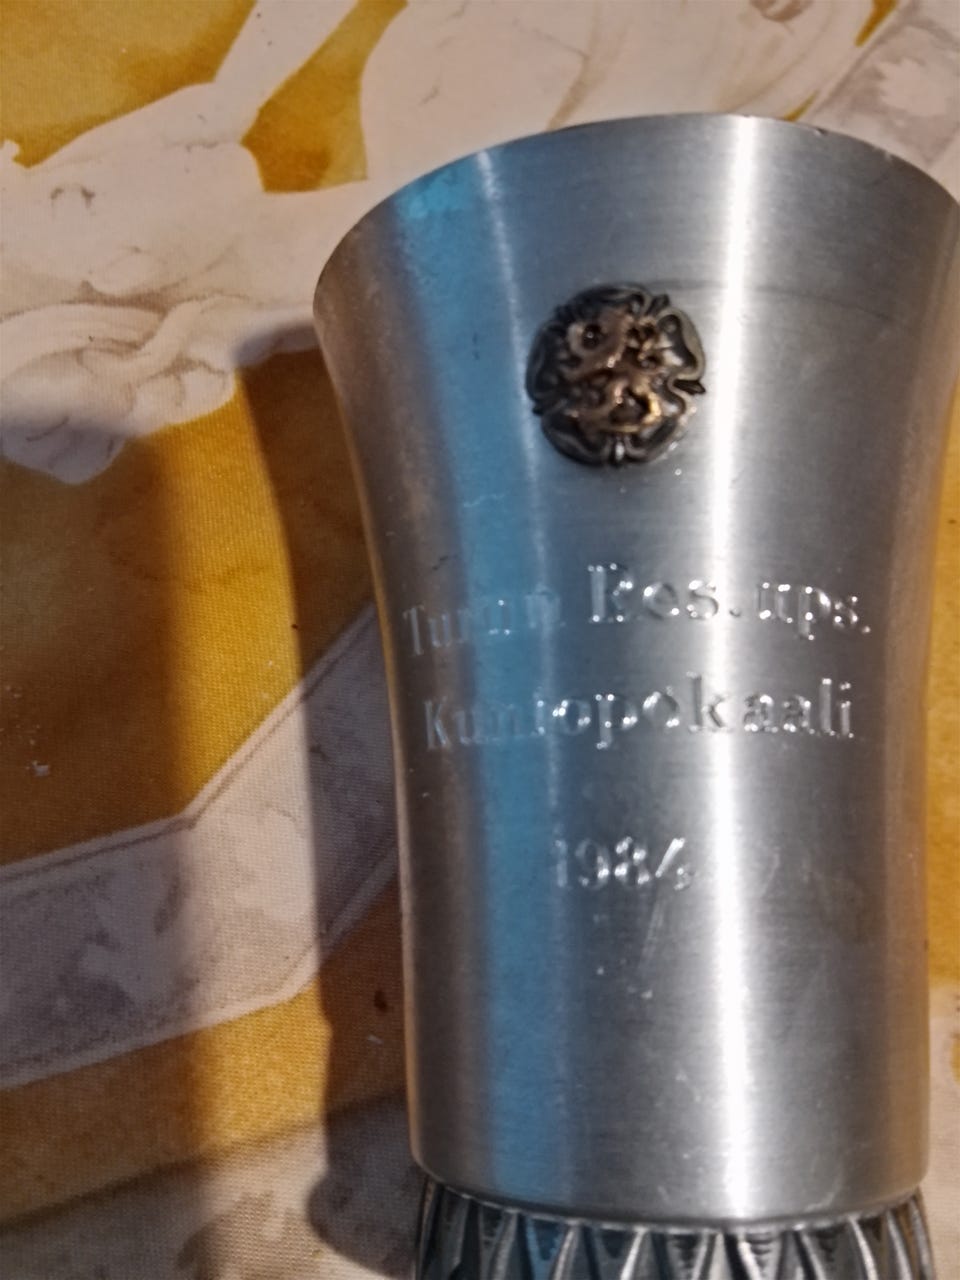 Turun Res.ups.
Kuntopokaali
1984